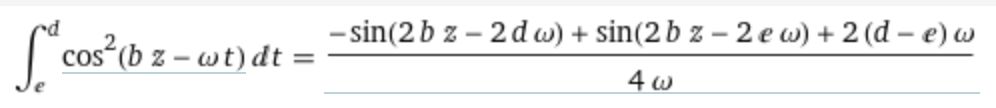 ∫_e^d cos²(b z − ω t) dt = (−sin(2 b z − 2 d ω) + sin(2 b z − 2 e ω) + 2 (d − e) ω) / (4 ω)